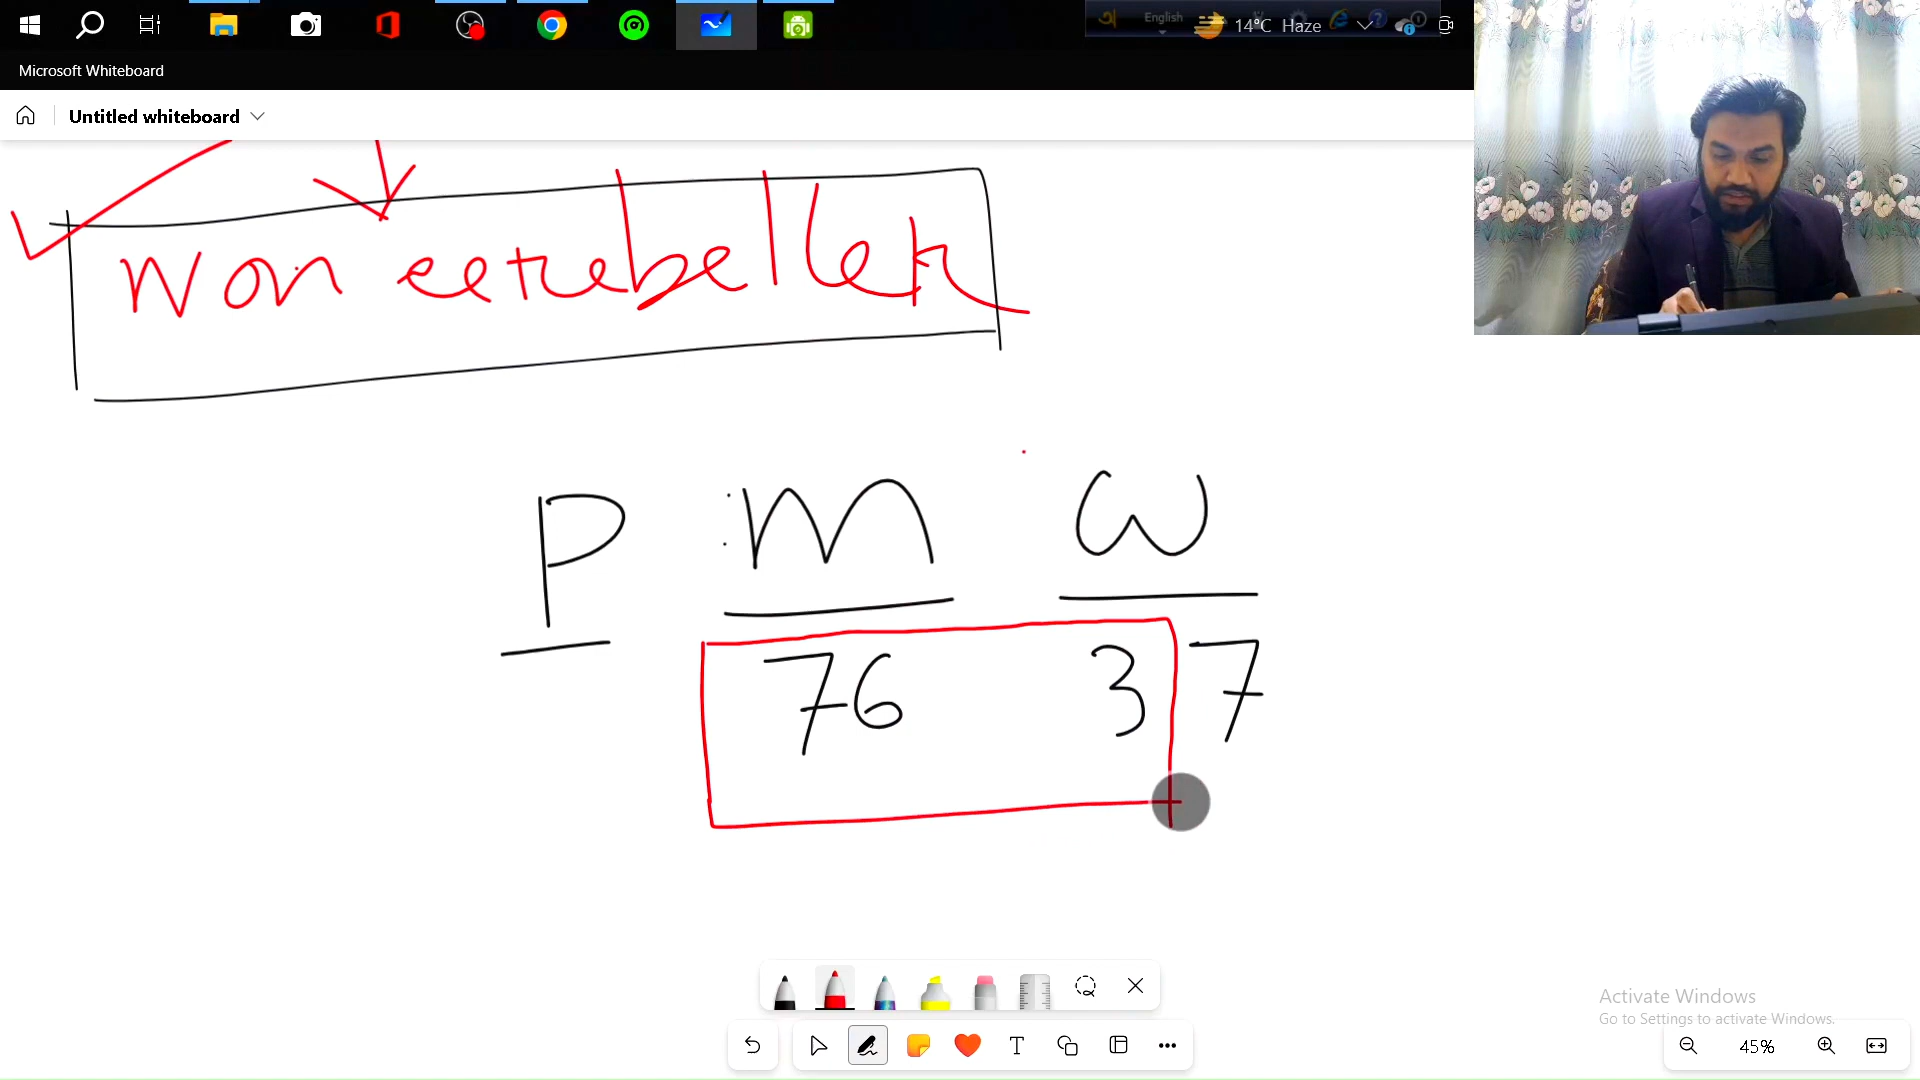 English
14°C Haze
Microsoft Whiteboard
Untitled whiteboard
Won
P M W
76 37
Activate Windows
Go to Settings to activate Windows.
45%